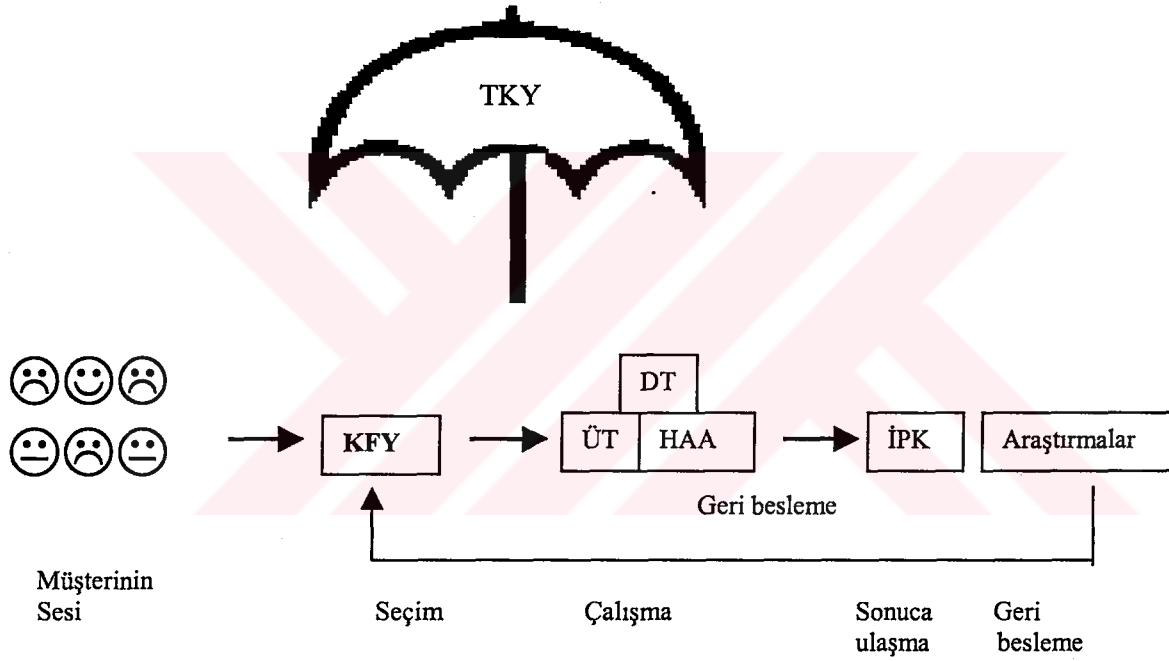 TKY
DT
KFY
ÜT
HAA
İPK
Araştırmalar
Geri besleme
Müşterinin
Sesi
Seçim
Çalışma
Sonuca
ulaşma
Geri
besleme